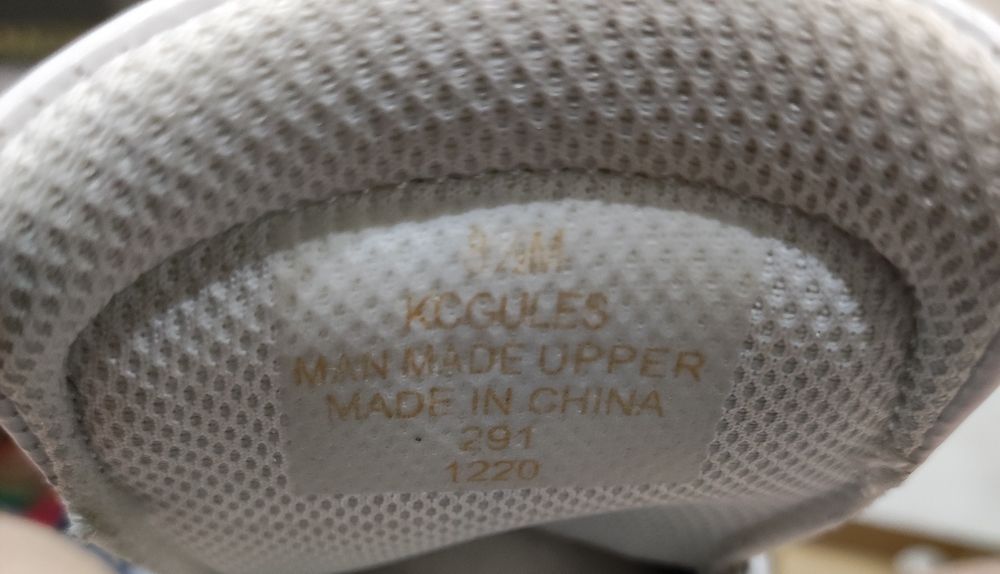 KCGULES
MAN MADE UPPER
MADE IN CHINA
291
1220